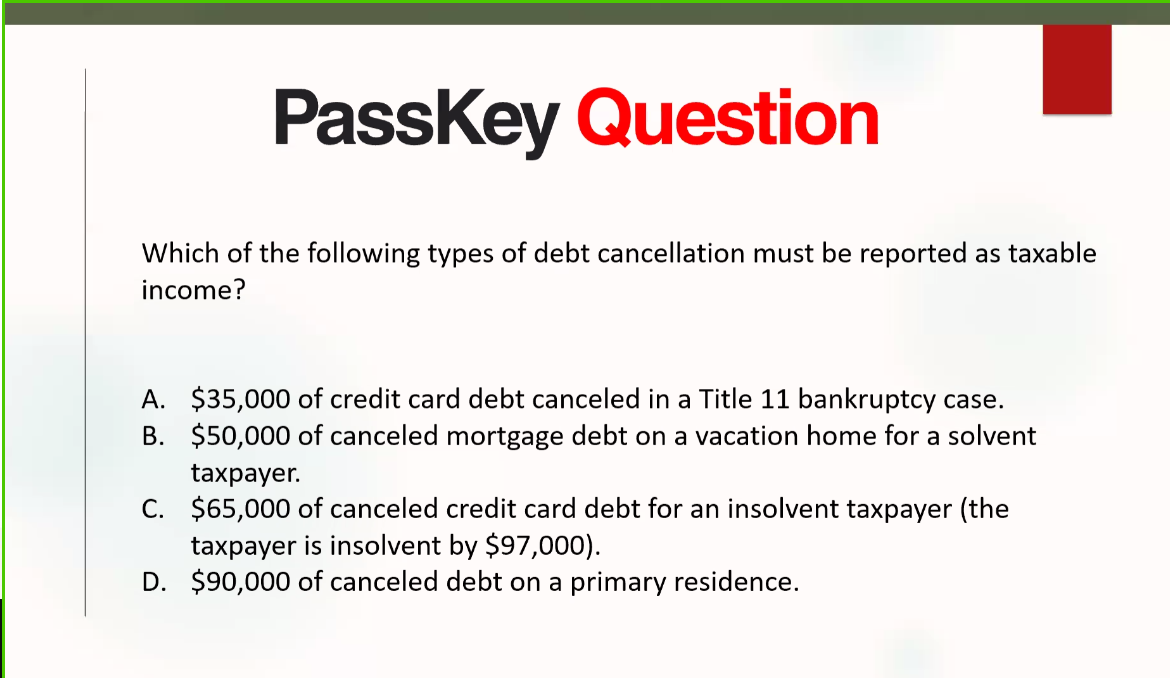 PassKey Question
Which of the following types of debt cancellation must be reported as taxable
income?
A. $35,000 of credit card debt canceled in a Title 11 bankruptcy case.
B. $50,000 of canceled mortgage debt on a vacation home for a solvent
taxpayer.
C. $65,000 of canceled credit card debt for an insolvent taxpayer (the
taxpayer is insolvent by $97,000).
D. $90,000 of canceled debt on a primary residence.